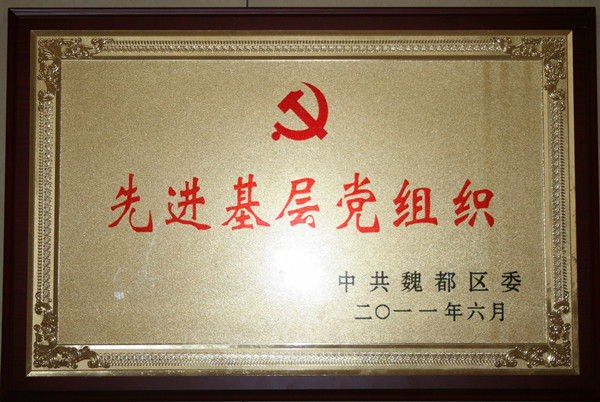 先进基层党组织
中共魏都区委
二〇一一年六月